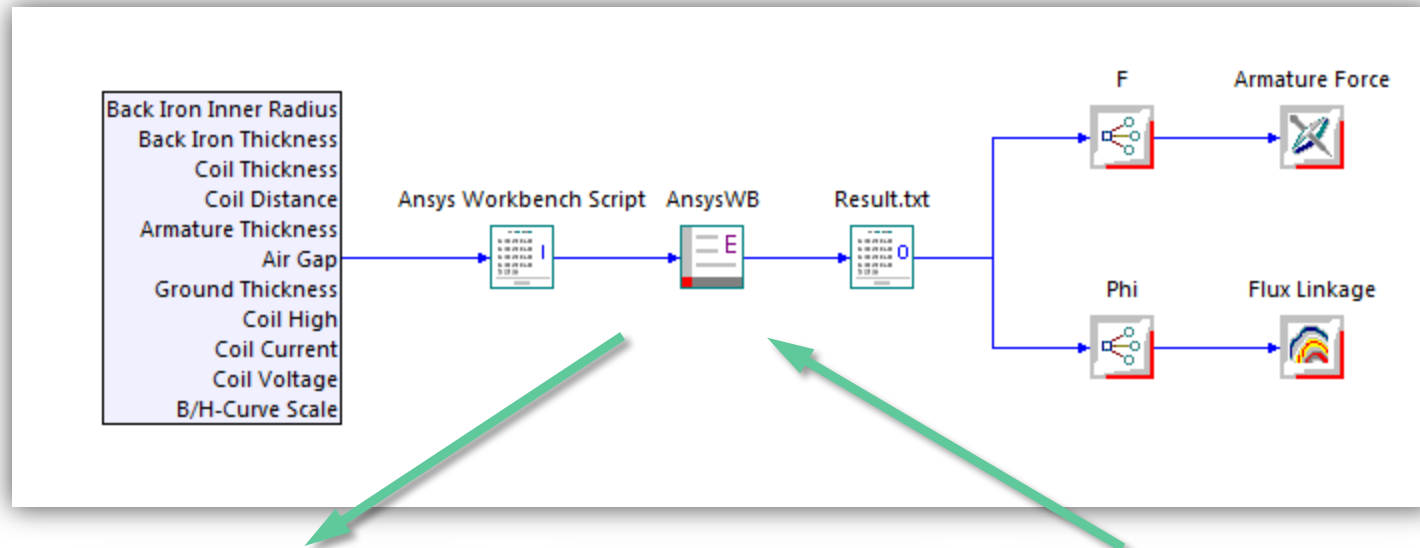 Back Iron Inner Radius
Back Iron Thickness
Coil Thickness
Coil Distance
Armature Thickness
Air Gap
Ground Thickness
Coil High
Coil Current
Coil Voltage
B/H-Curve Scale
Ansys Workbench Script
I
AnsysWB
E
Result.txt
O
F
Armature Force
Phi
Flux Linkage